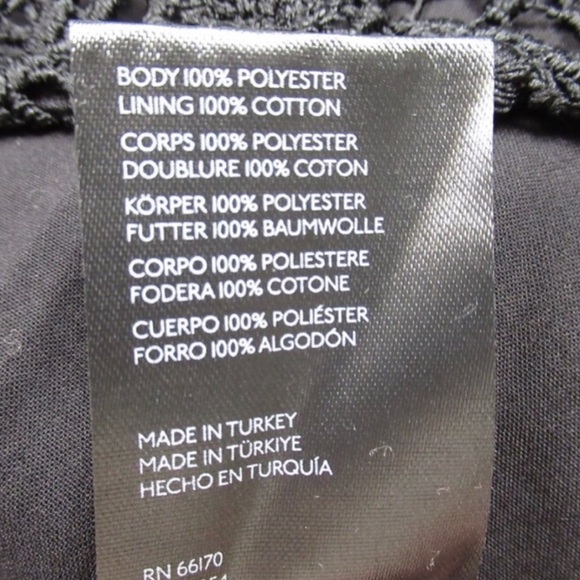 BODY 100% POLYESTER
LINING 100% COTTON
CORPS 100% POLYESTER
DOUBLURE 100% COTON
KÖRPER 100% POLYESTER
FUTTER 100% BAUMWOLLE
CORPO 100% POLIESTERE
FODERA 100% COTONE
CUERPO 100% POLIÉSTER
FORRO 100% ALGODÓN
MADE IN TURKEY
MADE IN TÜRKIYE
HECHO EN TURQUÍA
RN 66170